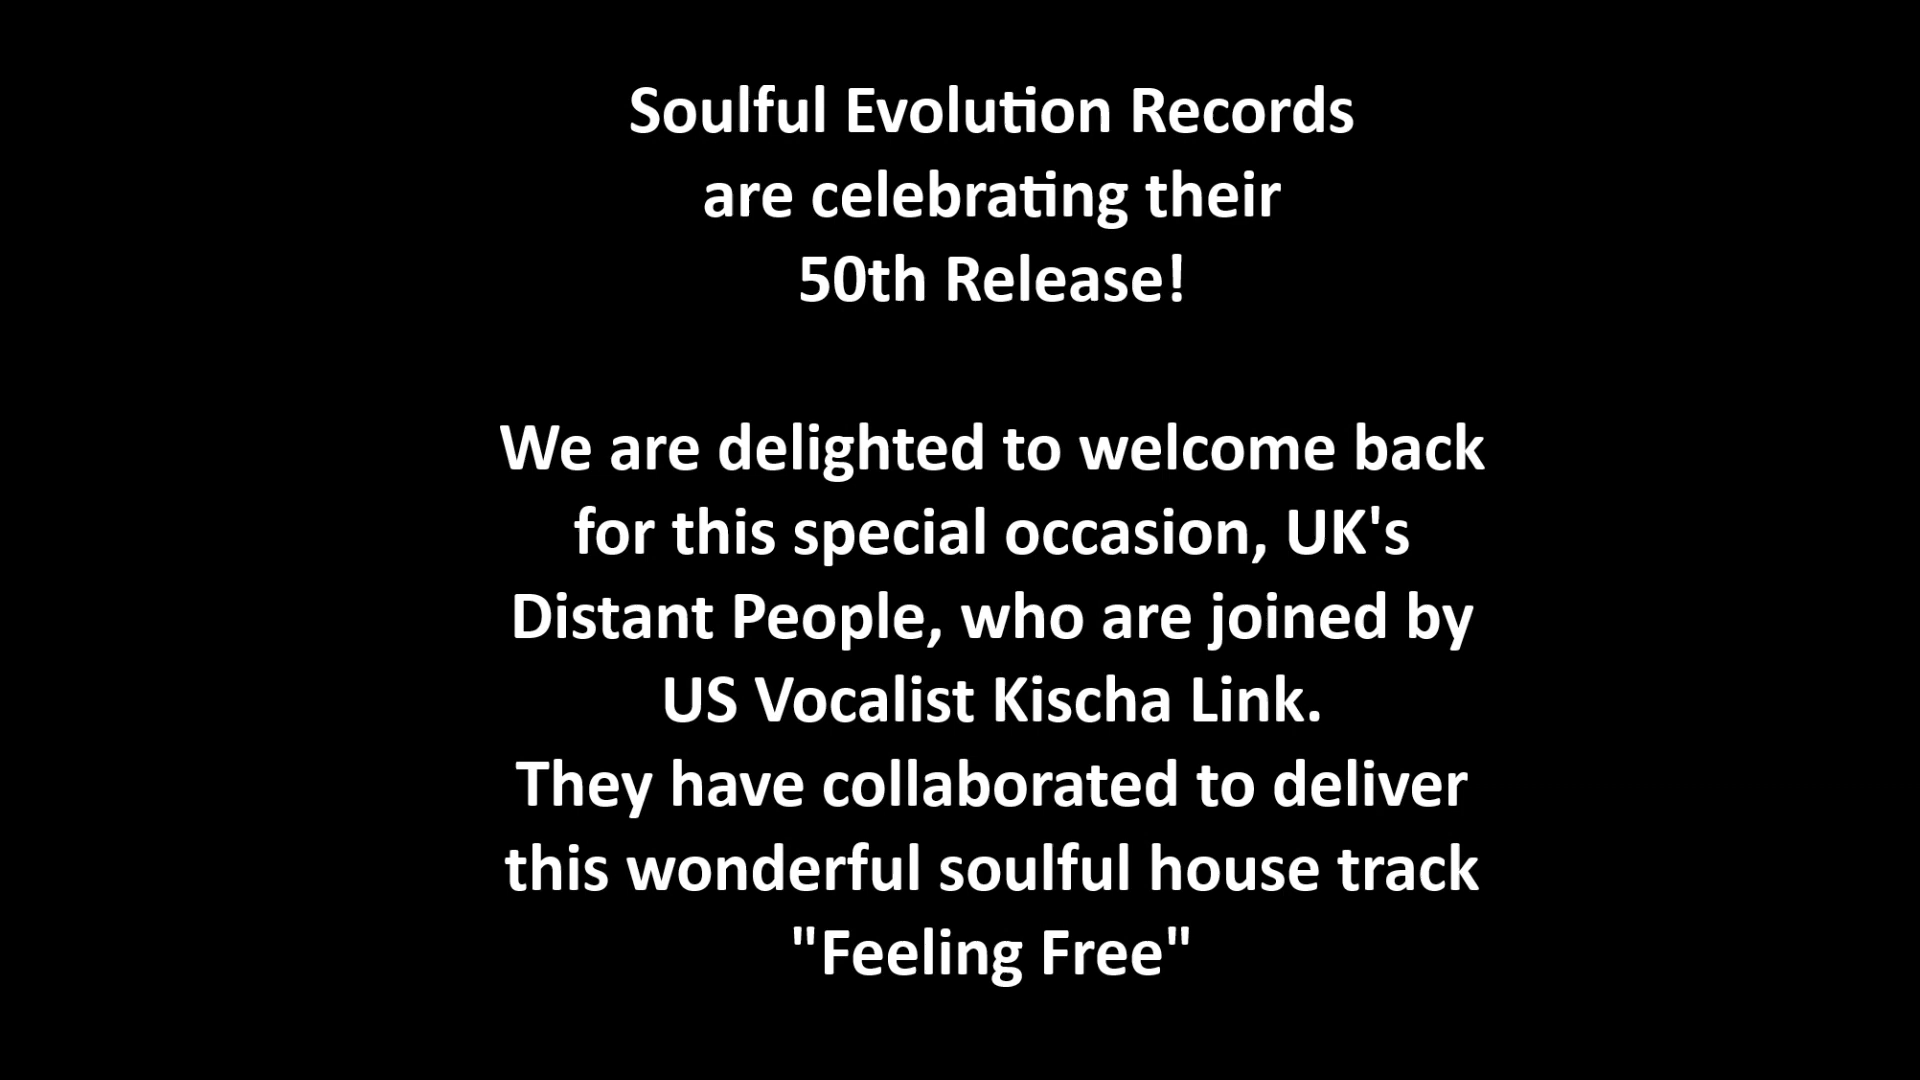 Soulful Evolution Records
are celebrating their
50th Release!
We are delighted to welcome back
for this special occasion, UK's
Distant People, who are joined by
US Vocalist Kischa Link.
They have collaborated to deliver
this wonderful soulful house track
"Feeling Free"